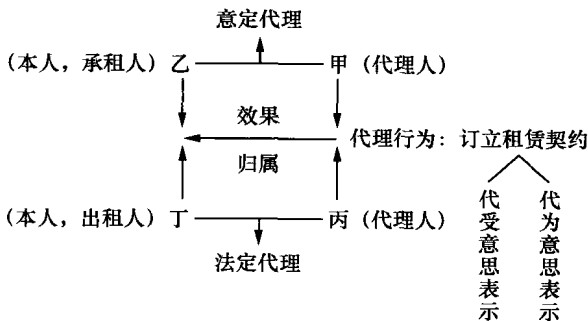 意定代理
(本人，承租人) 乙 甲 (代理人)
效果
归属
代理行为：订立租赁契约
(本人，出租人) 丁 丙 (代理人)
法定代理
代受意思表示
代为意思表示